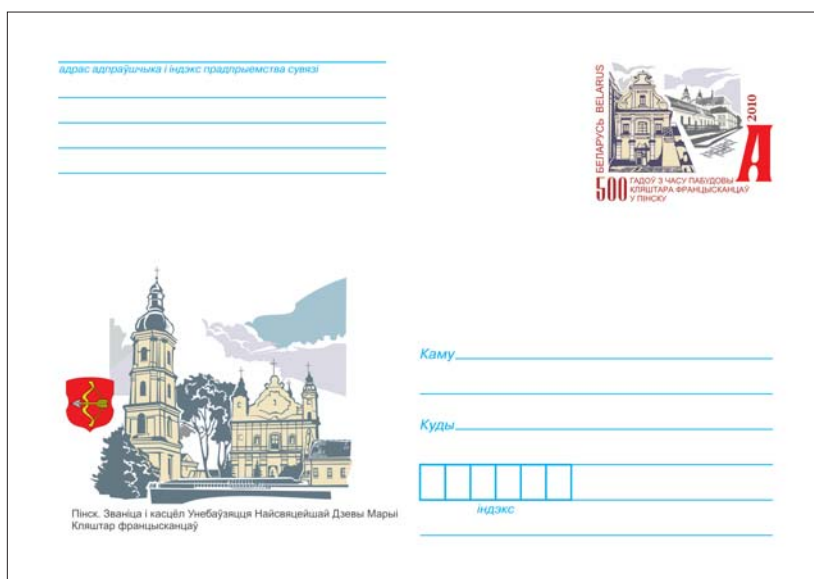 адрас адпраўшчыка і індэкс прадпрыемства сувязі
БЕЛАРУСЬ BELARUS
2010
А
500 ГАДОЎ З ЧАСУ ПАБУДОВЫ
КЛЯШТАРА ФРАНЦЫСКАНЦАЎ
У ПІНСКУ
Каму
Куды
індэкс
Пінск. Званіца і касцёл Унебаўзяцця Найсвяцейшай Дзевы Марыі
Кляштар францысканцаў